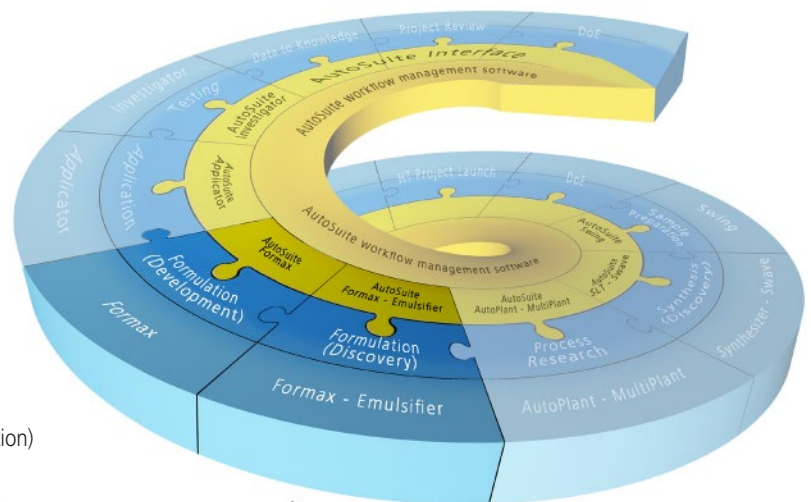 Data to Knowledge
Project Review
DoE
Investigator
Testing
AutoSuite Interface
AutoSuite workflow management software
AutoSuite
Investigator
Applicator
Application
AutoSuite
Applicator
HT Project Launch
DoE
Sample
Preparation
Swing
AutoSuite
Swing
AutoSuite workflow management software
AutoSuite
SLT - Swave
Synthesis
(Discovery)
Synthesizer - Swave
AutoSuite
Formax
AutoSuite
Formax - Emulsifier
AutoSuite
AutoPlant - MultiPlant
Formulation
(Development)
Formulation
(Discovery)
Process
Research
Formax
Formax - Emulsifier
AutoPlant - MultiPlant
tion)